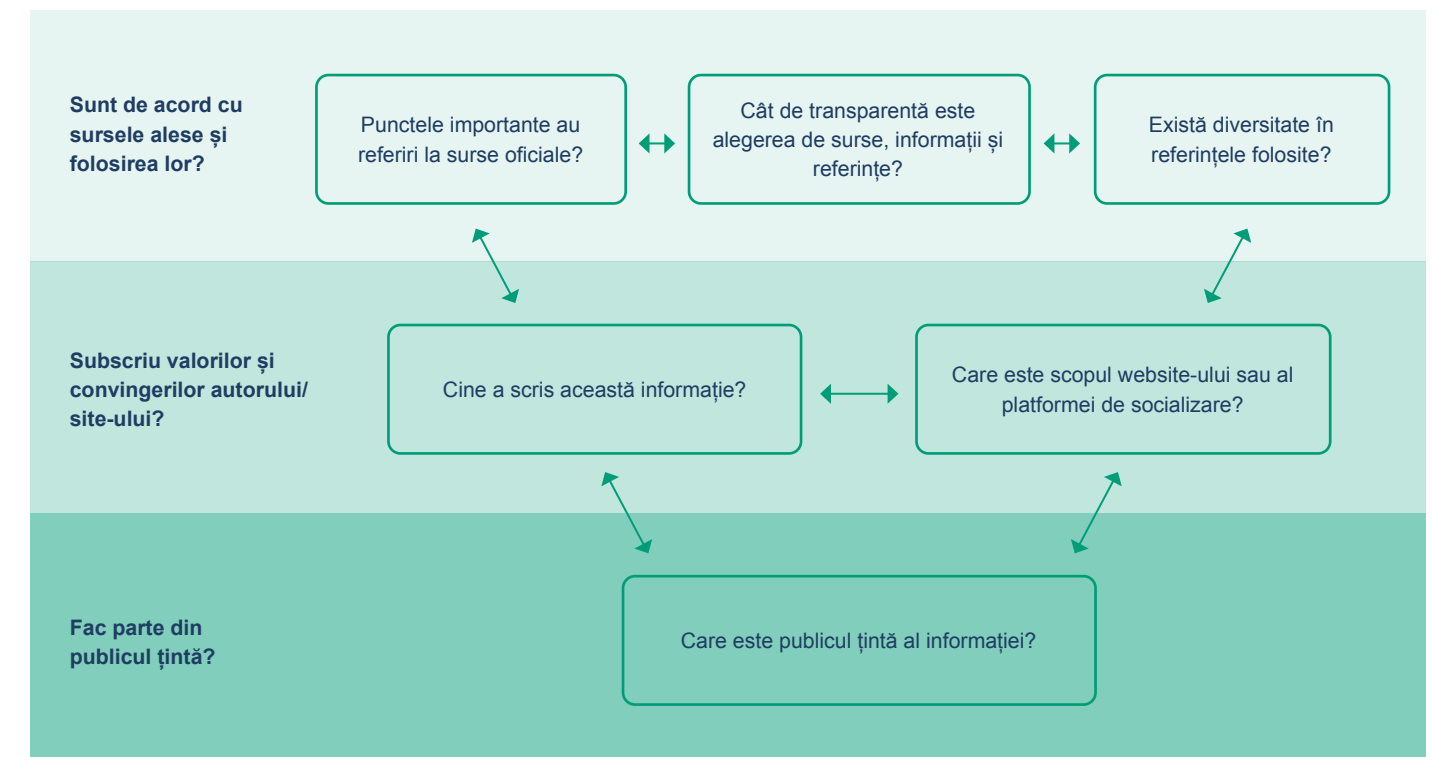 Sunt de acord cu
sursele alese și
folosirea lor?
Punctele importante au
referiri la surse oficiale?
Cât de transparentă este
alegerea de surse, informații și
referințe?
Există diversitate în
referințele folosite?
Subscriu valorilor și
convingerilor autorului/
site-ului?
Cine a scris această informație?
Care este scopul website-ului sau al
platformei de socializare?
Fac parte din
publicul țintă?
Care este publicul țintă al informației?